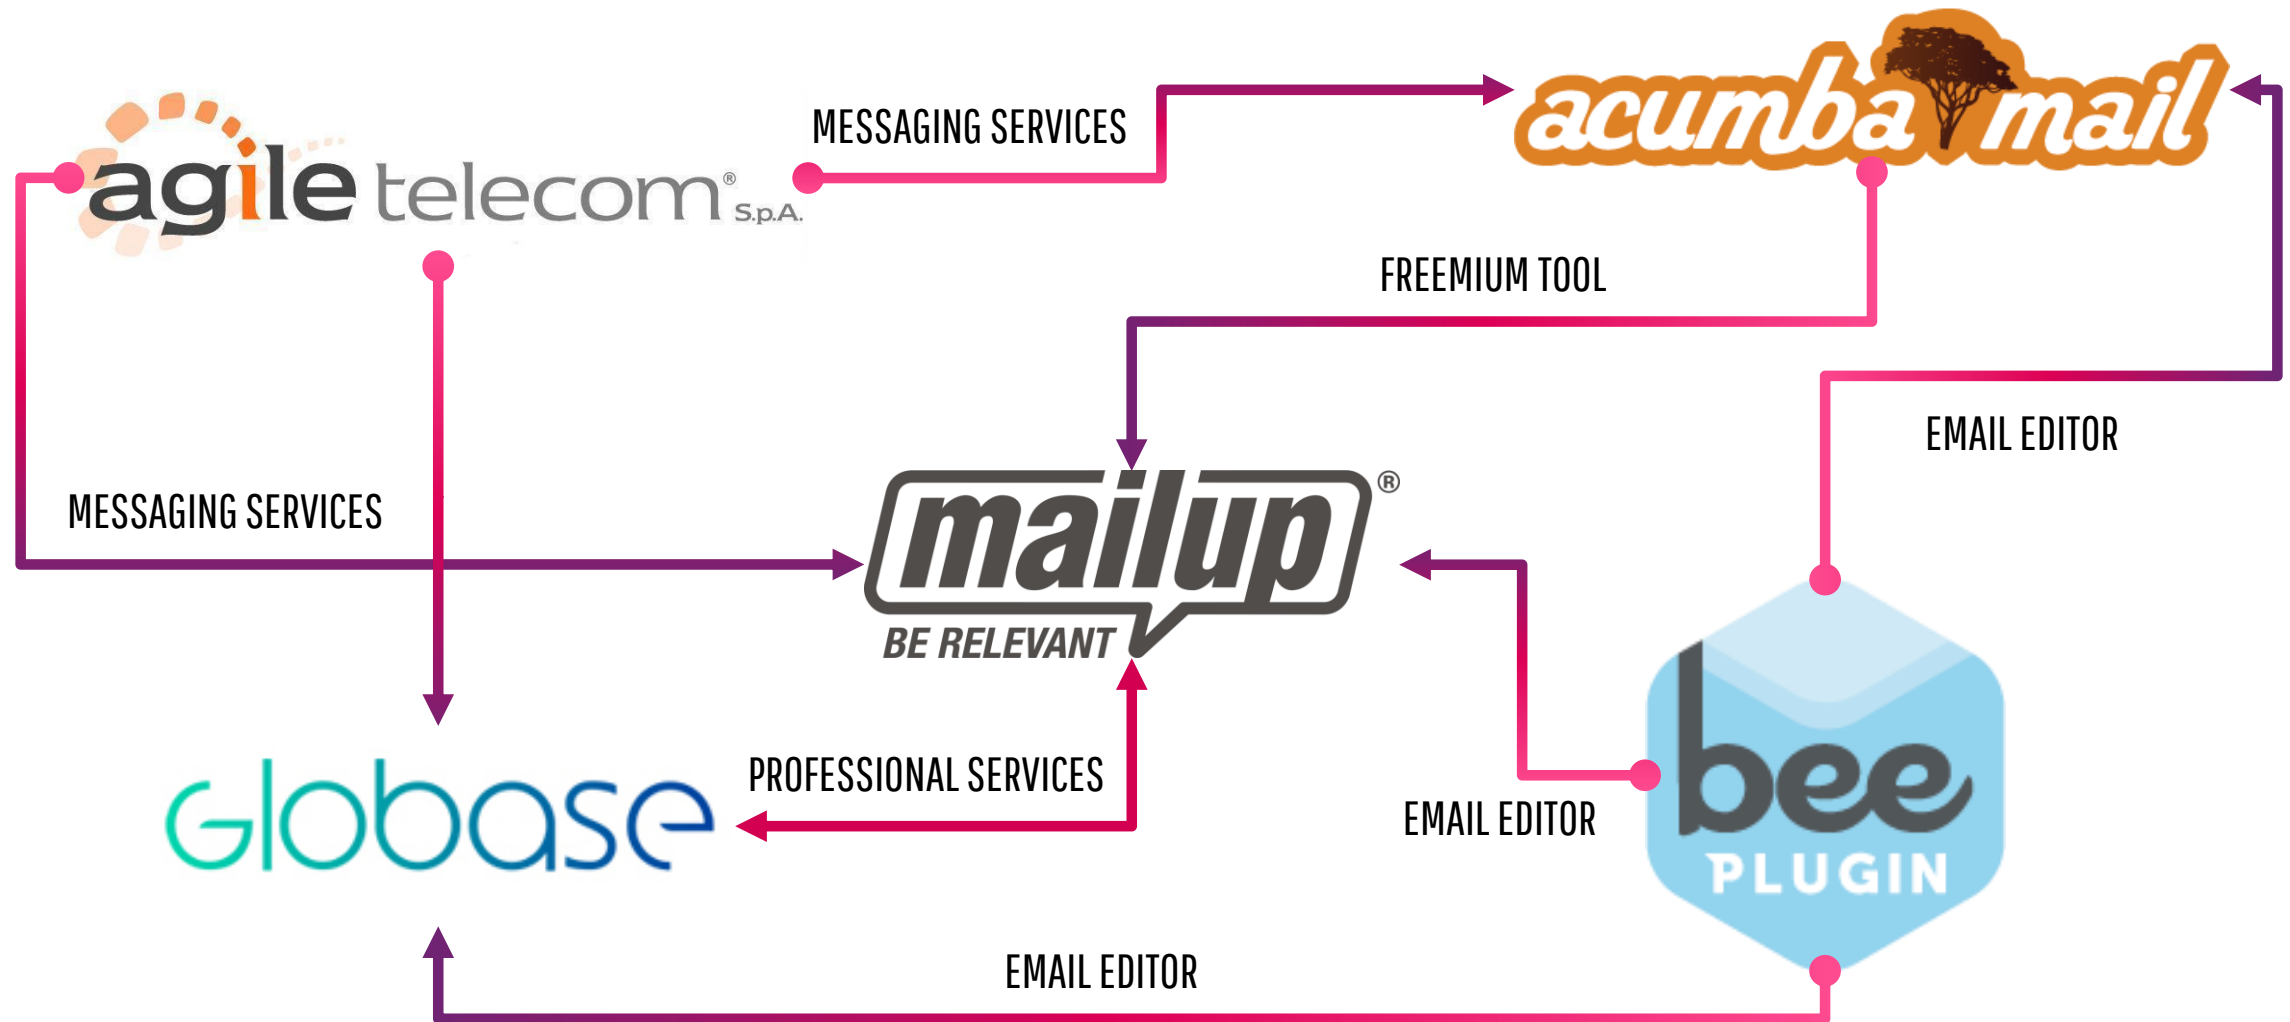 acumba mail
MESSAGING SERVICES
agile telecom® S.p.A.
FREEMIUM TOOL
EMAIL EDITOR
MESSAGING SERVICES
mailup®
BE RELEVANT
PROFESSIONAL SERVICES
Globase
EMAIL EDITOR
bee
PLUGIN
EMAIL EDITOR